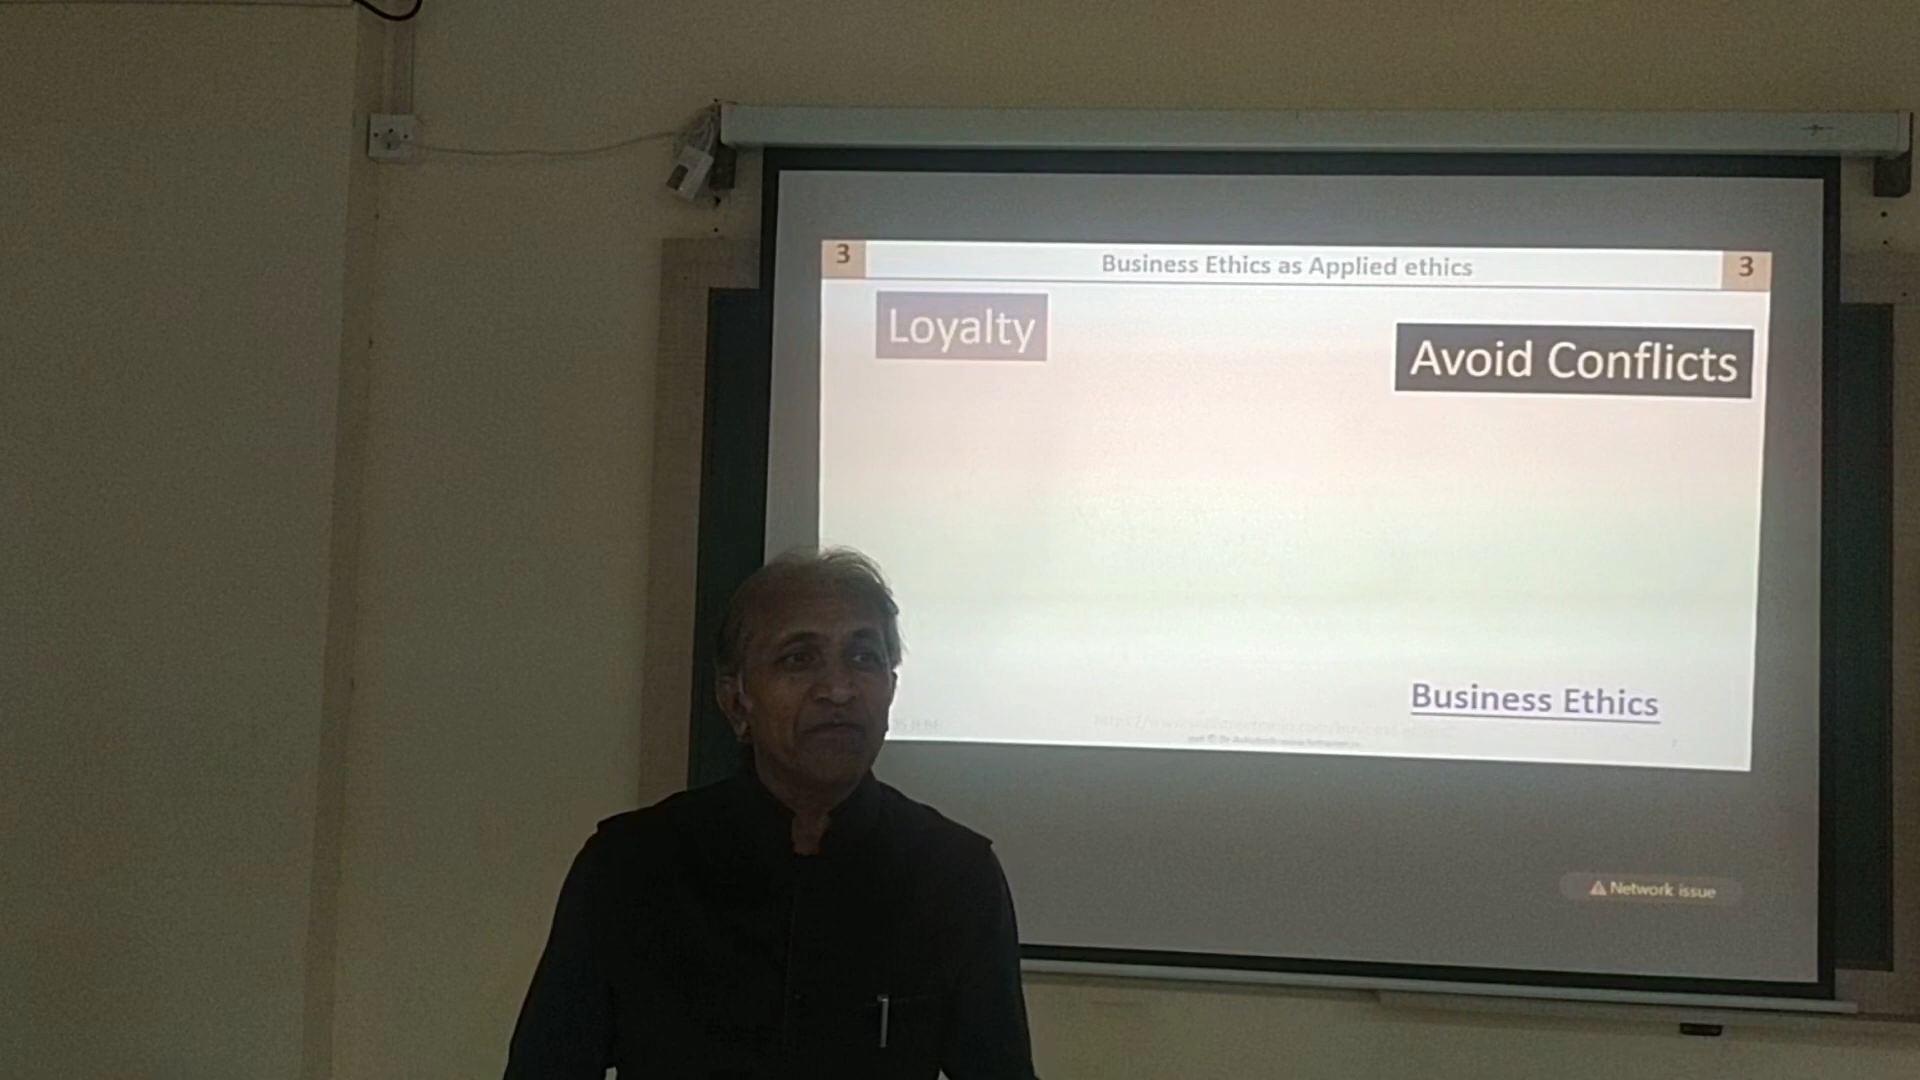 3 Business Ethics as Applied ethics 3
Loyalty
Avoid Conflicts
Business Ethics
Network issue